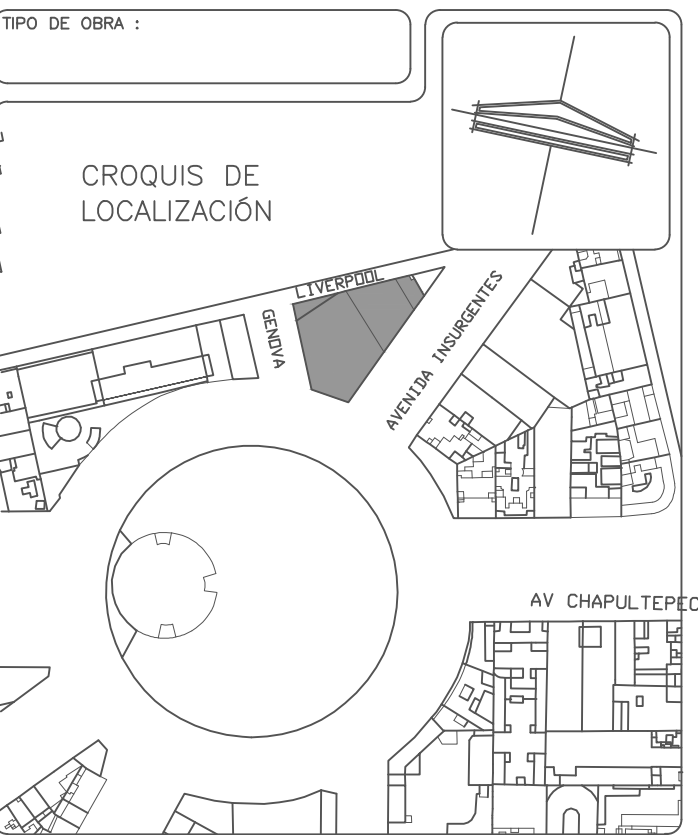 TIPO DE OBRA :
CROQUIS DE
LOCALIZACIÓN
LIVERPOOL
GENOVA
AVENIDA INSURGENTES
AV CHAPULTEPEC